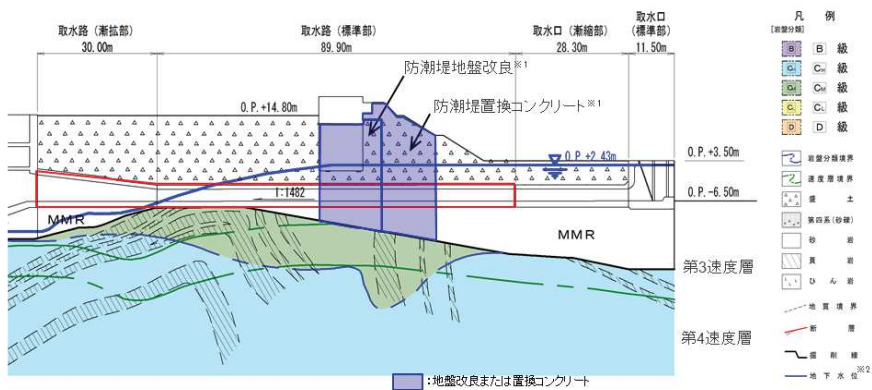 取水路（漸拡部）
30.00m
取水路（標準部）
89.90m
取水口（漸縮部）
28.30m
取水口
（標準部）
11.50m
防潮堤地盤改良※1
防潮堤置換コンクリート※1
O.P.+14.80m
O.P.+2.43m
O.P.+3.50m
O.P.-6.50m
1:1482
MMR
MMR
第3速度層
第4速度層
:地盤改良または置換コンクリート
凡 例
[岩盤分類]
B B 級
CH CH 級
CM CM 級
CL CL 級
D D 級
岩盤分類境界
速度層境界
盛 土
第四系(砂礫)
砂 岩
頁 岩
ひん岩
地質境界
断 層
掘削線
地下水位※2